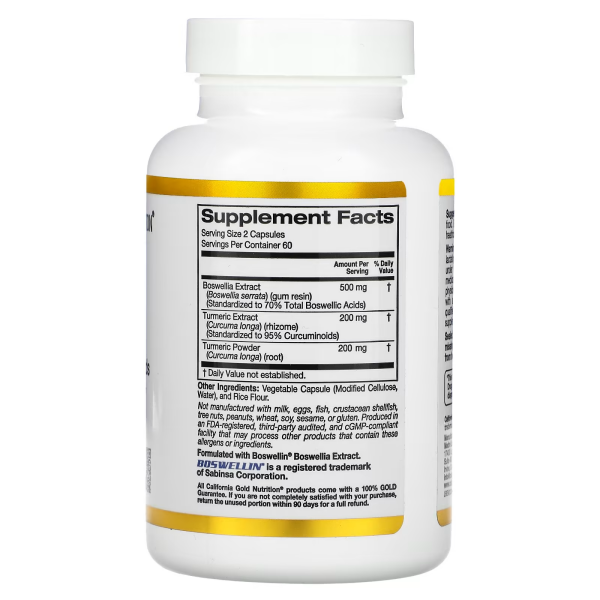 Supplement Facts
Serving Size 2 Capsules
Servings Per Container 60
Amount Per Serving
% Daily Value
Boswellia Extract 500 mg †
(Boswellia serrata) (gum resin)
(Standardized to 70% Total Boswellic Acids)
Turmeric Extract 200 mg †
(Curcuma longa) (rhizome)
(Standardized to 95% Curcuminoids)
Turmeric Powder 200 mg †
(Curcuma longa) (root)
† Daily Value not established.
Other Ingredients: Vegetable Capsule (Modified Cellulose,
Water), and Rice Flour.
Not manufactured with milk, eggs, fish, crustacean shellfish,
tree nuts, peanuts, wheat, soy, sesame, or gluten. Produced in
an FDA-registered, third-party audited, and cGMP-compliant
facility that may process other products that contain these
allergens or ingredients.
Formulated with Boswellin® Boswellia Extract.
BOSWELLIN® is a registered trademark
of Sabinsa Corporation.
All California Gold Nutrition® products come with a 100% GOLD
Guarantee. If you are not completely satisfied with your purchase,
return the unused portion within 90 days for a full refund.